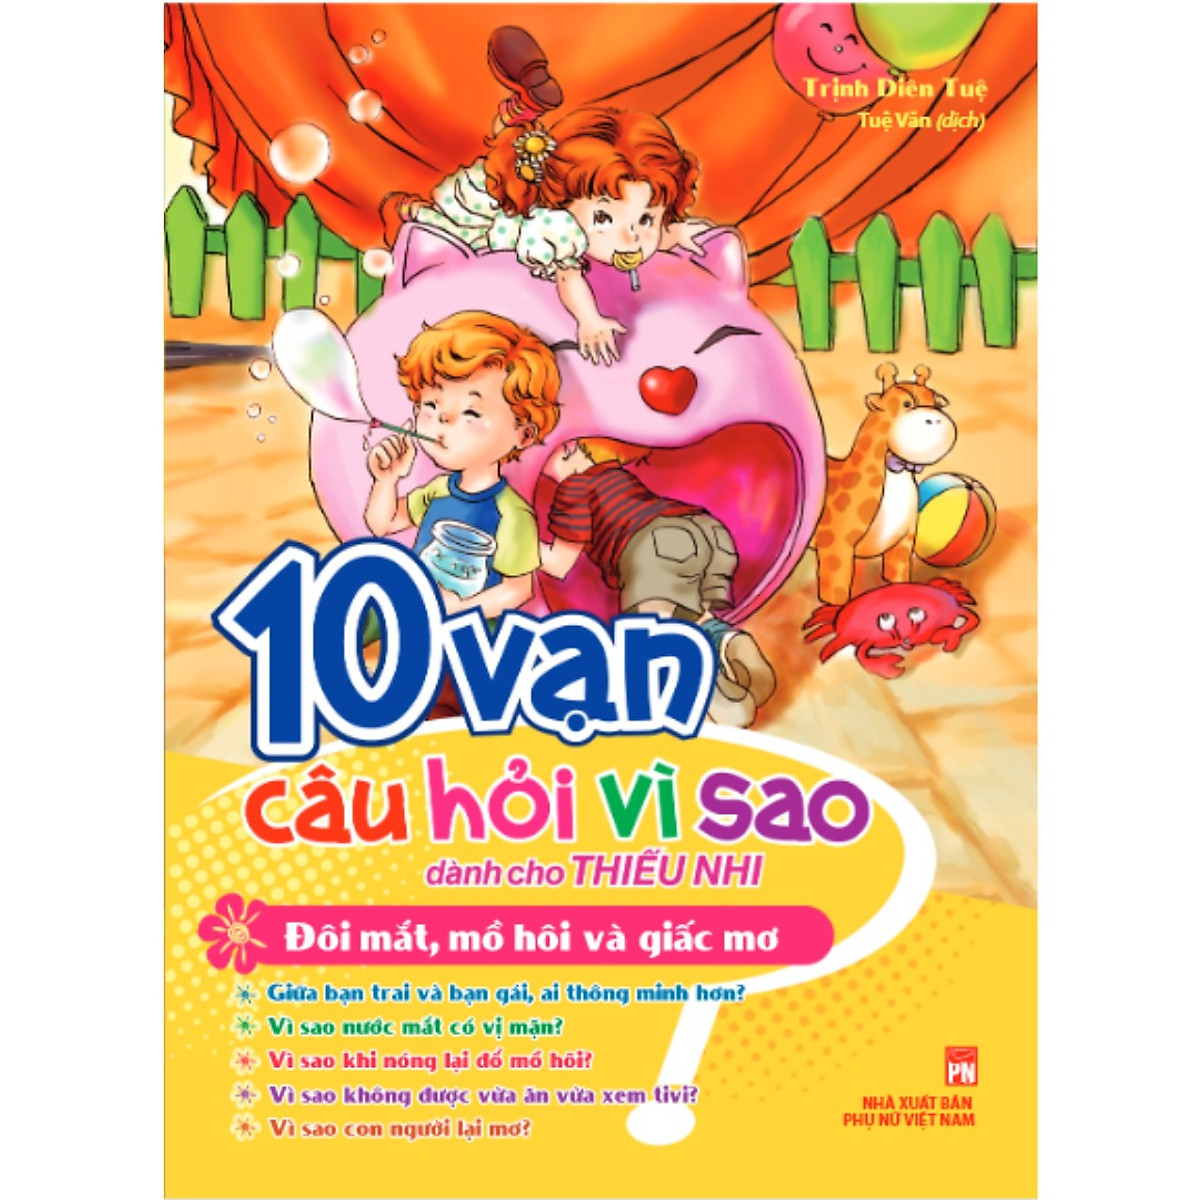 Trịnh Diên Tuệ
Tuệ Văn (dịch)
10 vạn
câu hỏi vì sao
dành cho THIẾU NHI
Đôi mắt, mồ hôi và giấc mơ
Giữa bạn trai và bạn gái, ai thông minh hơn?
Vì sao nước mắt có vị mặn?
Vì sao khi nóng lại đổ mồ hôi?
Vì sao không được vừa ăn vừa xem tivi?
Vì sao con người lại mơ?
PN
NHÀ XUẤT BẢN
PHỤ NỮ VIỆT NAM